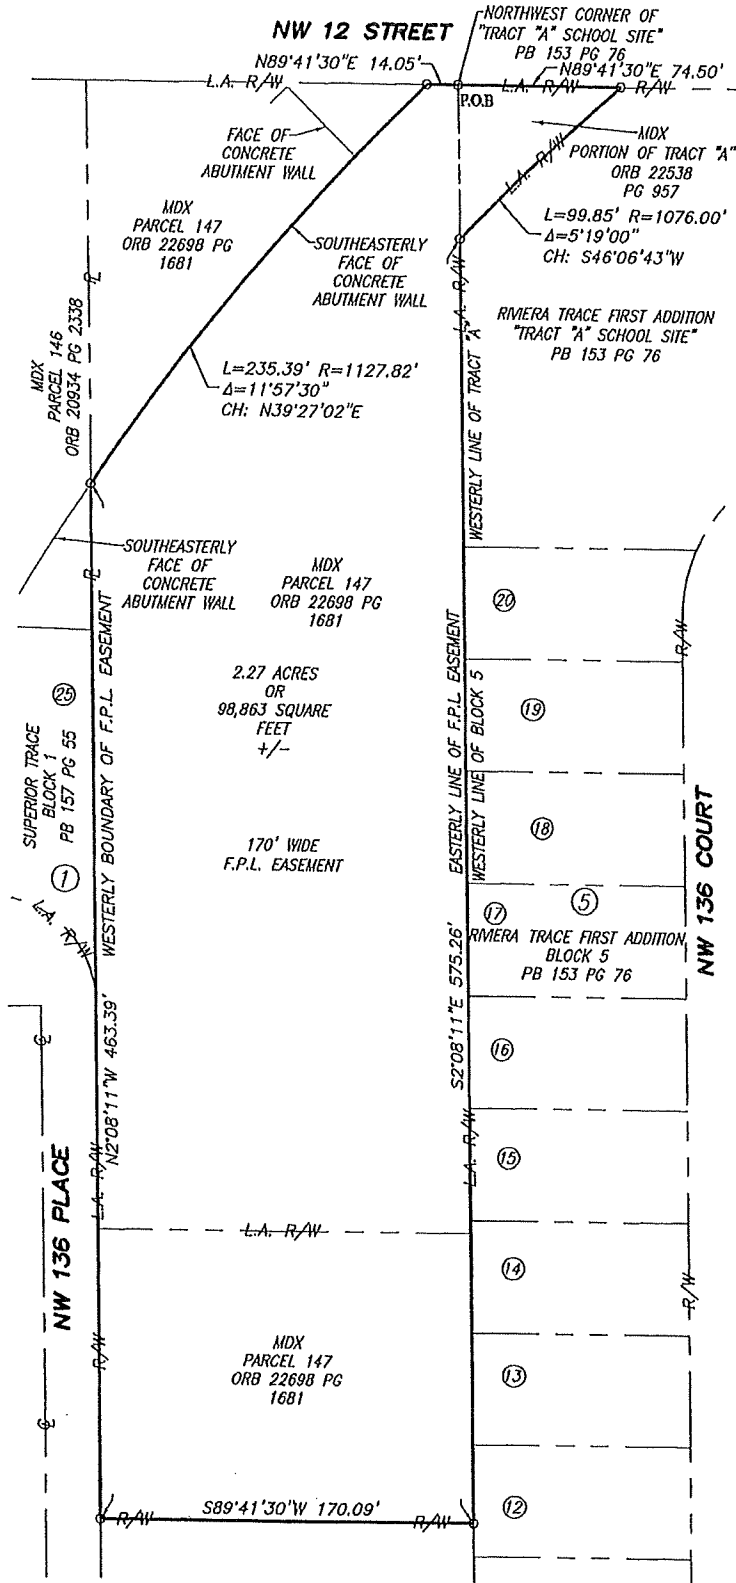 NW 12 STREET
NORTHWEST CORNER OF
"TRACT "A" SCHOOL SITE"
PB 153 PG 76
N89°41'30"E 14.05'
N89°41'30"E 74.50'
L.A. R/W
L.A. R/W
R/W
P.O.B
FACE OF
CONCRETE
ABUTMENT WALL
MDX
PORTION OF TRACT "A"
ORB 22538
PG 957
L.A. R/W
MDX
PARCEL 147
ORB 22698 PG
1681
L=99.85' R=1076.00'
Δ=5°19'00"
CH: S46°06'43"W
SOUTHEASTERLY
FACE OF
CONCRETE
ABUTMENT WALL
L.A. R/W
RIVIERA TRACE FIRST ADDITION
"TRACT "A" SCHOOL SITE"
PB 153 PG 76
MDX
PARCEL 146
ORB 20934 PG 2338
L=235.39' R=1127.82'
Δ=11°57'30"
CH: N39°27'02"E
WESTERLY LINE OF TRACT "A"
SOUTHEASTERLY
FACE OF
CONCRETE
ABUTMENT WALL
MDX
PARCEL 147
ORB 22698 PG
1681
20
R/W
2.27 ACRES
OR
98,863 SQUARE
FEET
+/-
19
25
SUPERIOR TRACE
BLOCK 1
PB 157 PG 55
1
WESTERLY BOUNDARY OF F.P.L. EASEMENT
EASTERLY LINE OF F.P.L. EASEMENT
WESTERLY LINE OF BLOCK 5
170' WIDE
F.P.L. EASEMENT
18
NW 136 COURT
L.A. R/W
17
5
RIVIERA TRACE FIRST ADDITION
BLOCK 5
PB 153 PG 76
N2°08'11"W 463.39'
S2°08'11"E 575.26'
16
L.A. R/W
L.A. R/W
15
NW 136 PLACE
L.A. R/W
14
R/W
R/W
MDX
PARCEL 147
ORB 22698 PG
1681
13
S89°41'30"W 170.09'
R/W
R/W
12